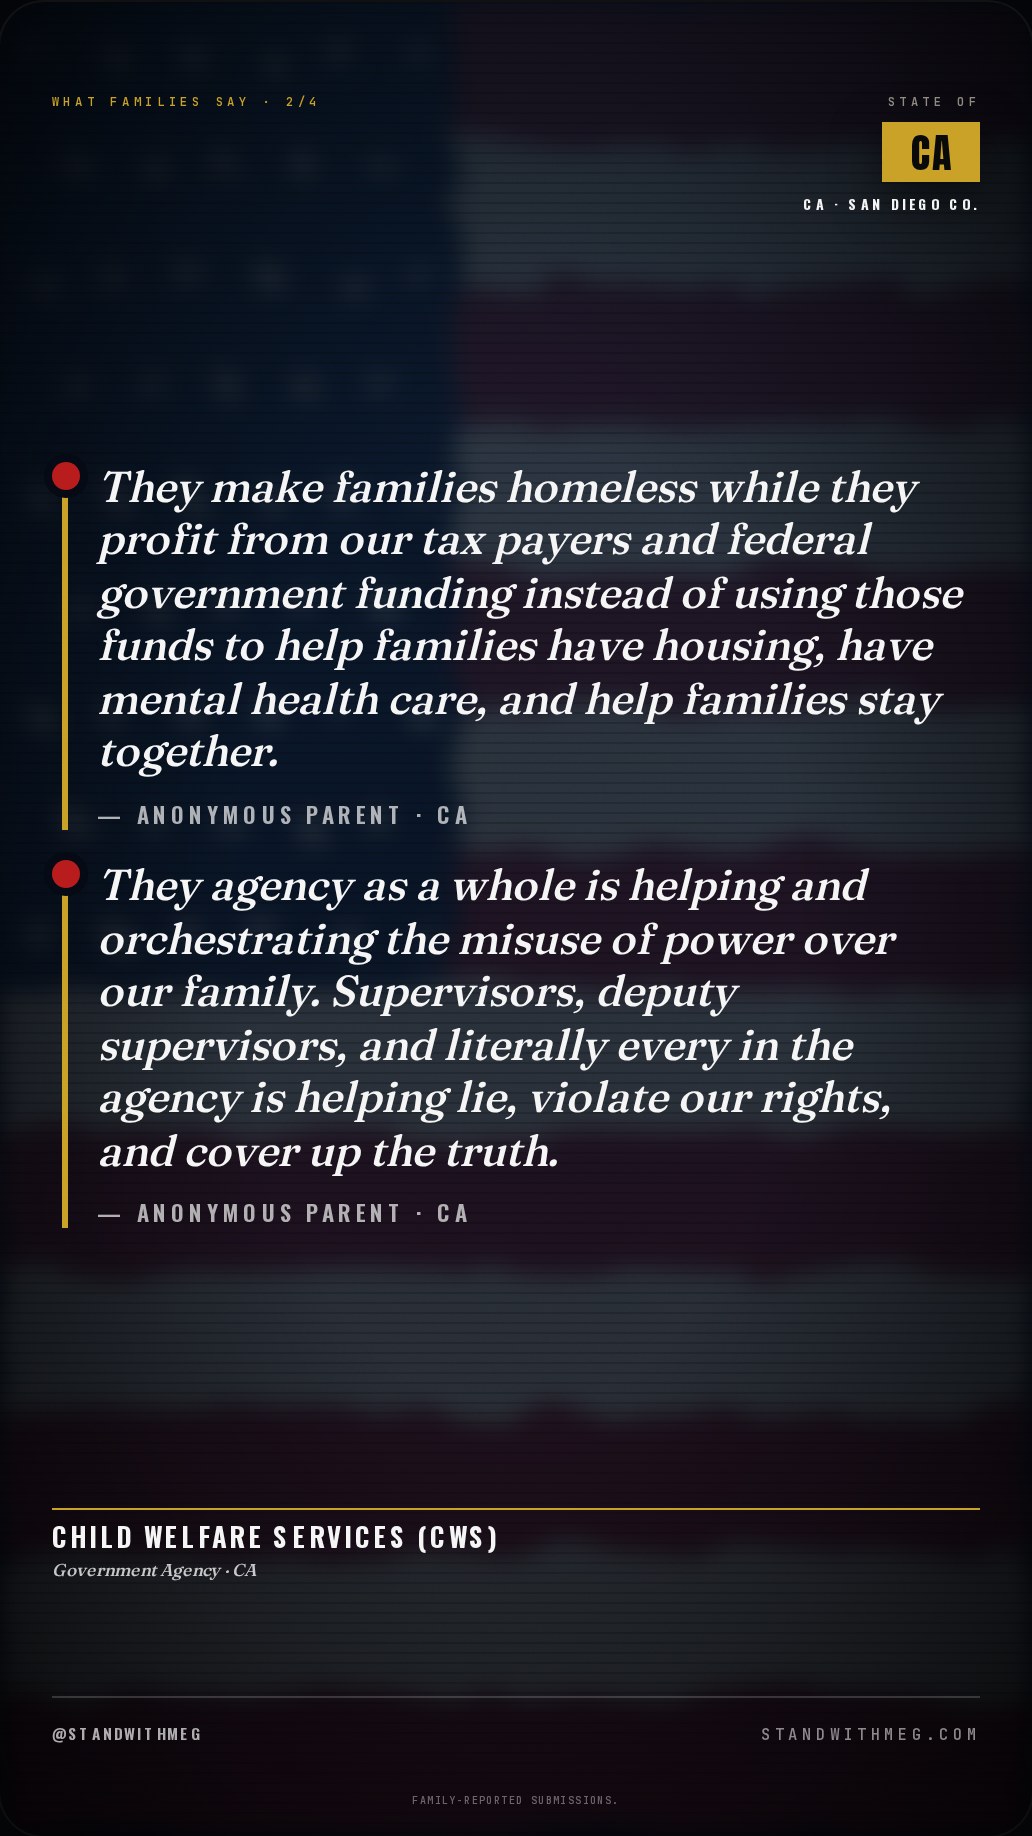 WHAT FAMILIES SAY · 2/4
STATE OF
CA
CA · SAN DIEGO CO.
They make families homeless while they
profit from our tax payers and federal
government funding instead of using those
funds to help families have housing, have
mental health care, and help families stay
together.
— ANONYMOUS PARENT · CA
They agency as a whole is helping and
orchestrating the misuse of power over
our family. Supervisors, deputy
supervisors, and literally every in the
agency is helping lie, violate our rights,
and cover up the truth.
— ANONYMOUS PARENT · CA
CHILD WELFARE SERVICES (CWS)
Government Agency · CA
@STANDWITHMEG
STANDWITHMEG.COM
FAMILY-REPORTED SUBMISSIONS.